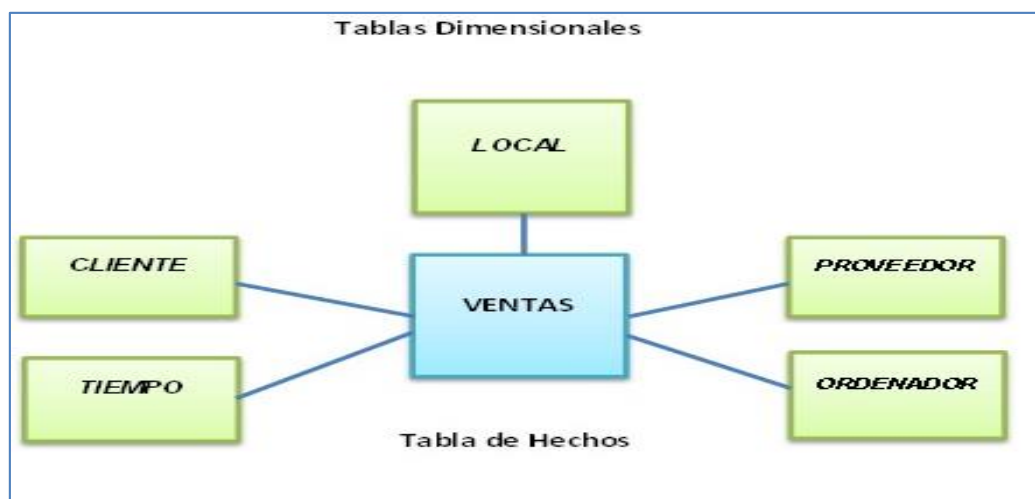 Tablas Dimensionales
LOCAL
CLIENTE
PROVEEDOR
VENTAS
TIEMPO
ORDENADOR
Tabla de Hechos